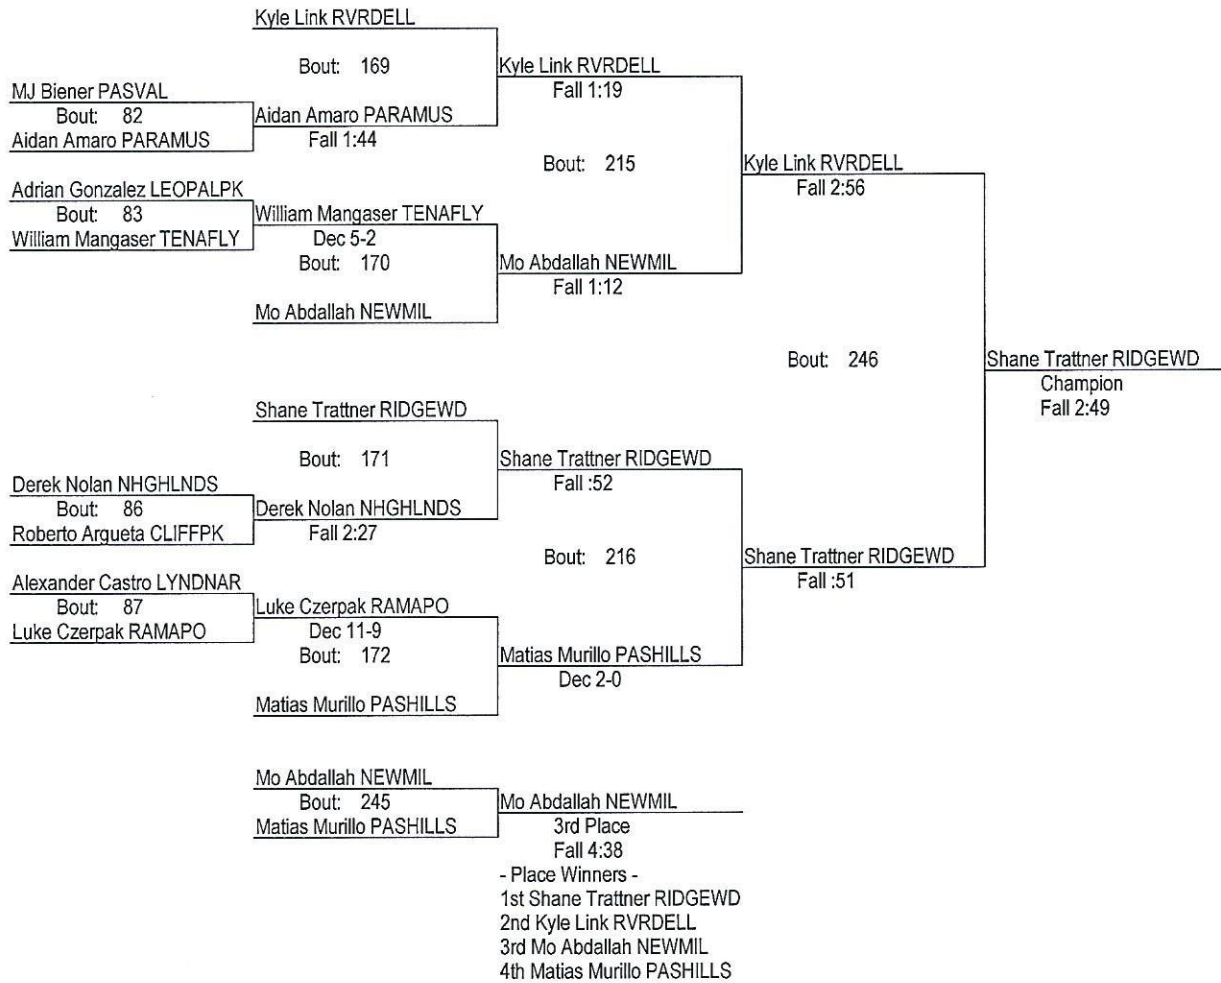 Kyle Link RVRDELL
Bout: 169
Kyle Link RVRDELL
Fall 1:19
MJ Biener PASVAL
Bout: 82
Aidan Amaro PARAMUS
Aidan Amaro PARAMUS
Fall 1:44
Bout: 215
Kyle Link RVRDELL
Fall 2:56
Adrian Gonzalez LEOPALPK
Bout: 83
William Mangaser TENAFLY
William Mangaser TENAFLY
Dec 5-2
Bout: 170
Mo Abdallah NEWMIL
Fall 1:12
Mo Abdallah NEWMIL
Bout: 246
Shane Trattner RIDGEWD
Champion
Fall 2:49
Shane Trattner RIDGEWD
Bout: 171
Shane Trattner RIDGEWD
Fall :52
Derek Nolan NHGHLNDS
Bout: 86
Roberto Argueta CLIFFPK
Derek Nolan NHGHLNDS
Fall 2:27
Bout: 216
Shane Trattner RIDGEWD
Fall :51
Alexander Castro LYNDNAR
Bout: 87
Luke Czerpak RAMAPO
Luke Czerpak RAMAPO
Dec 11-9
Bout: 172
Matias Murillo PASHILLS
Dec 2-0
Matias Murillo PASHILLS
Mo Abdallah NEWMIL
Bout: 245
Matias Murillo PASHILLS
Mo Abdallah NEWMIL
3rd Place
Fall 4:38
- Place Winners -
1st Shane Trattner RIDGEWD
2nd Kyle Link RVRDELL
3rd Mo Abdallah NEWMIL
4th Matias Murillo PASHILLS